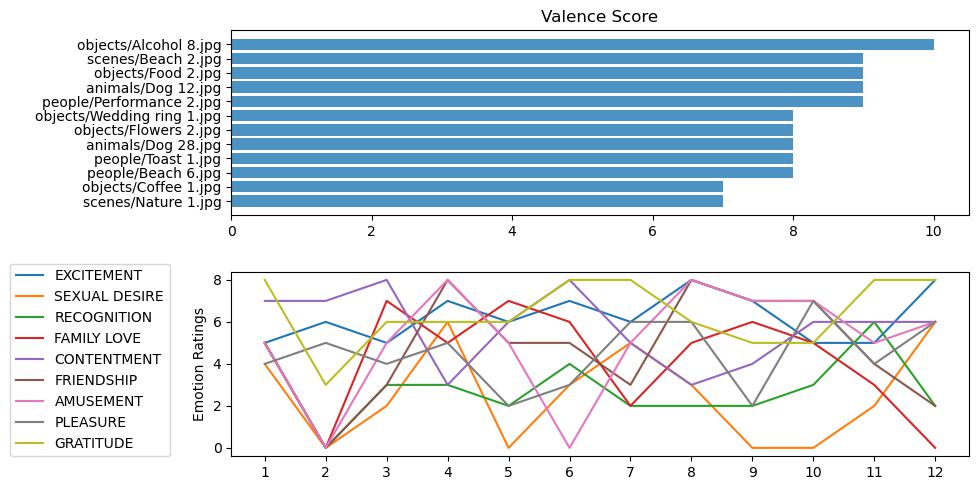 Valence Score
objects/Alcohol 8.jpg
scenes/Beach 2.jpg
objects/Food 2.jpg
animals/Dog 12.jpg
people/Performance 2.jpg
objects/Wedding ring 1.jpg
objects/Flowers 2.jpg
animals/Dog 28.jpg
people/Toast 1.jpg
people/Beach 6.jpg
objects/Coffee 1.jpg
scenes/Nature 1.jpg
0 2 4 6 8 10
EXCITEMENT
SEXUAL DESIRE
RECOGNITION
FAMILY LOVE
CONTENTMENT
FRIENDSHIP
AMUSEMENT
PLEASURE
GRATITUDE
Emotion Ratings
8
6
4
2
0
1 2 3 4 5 6 7 8 9 10 11 12